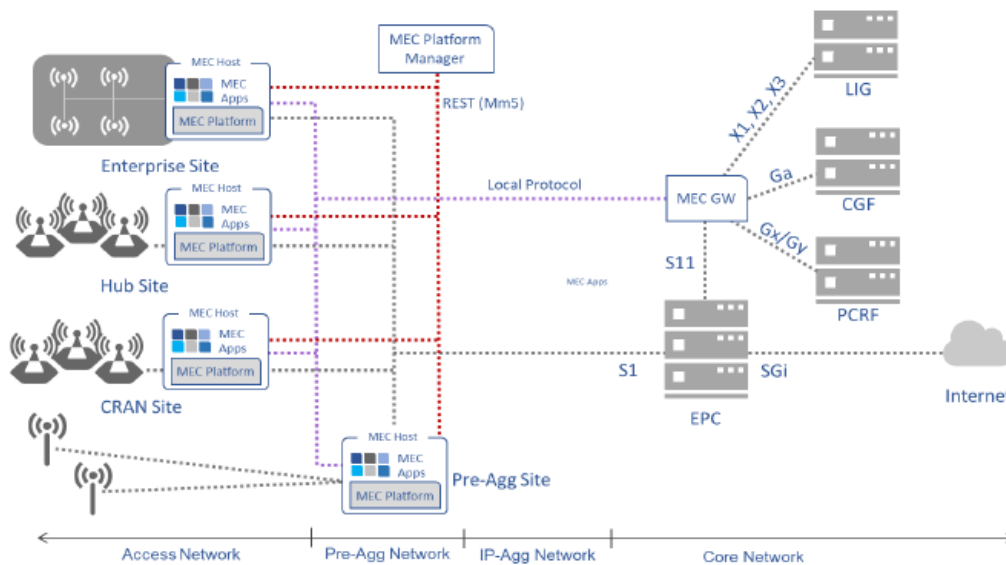 MEC Host
MEC
Apps
MEC Platform
Enterprise Site
MEC Platform
Manager
REST (Mm5)
LIG
X1, X2, X3
MEC Host
MEC
Apps
MEC Platform
Hub Site
Local Protocol
MEC GW
Ga
CGF
Gx/Gy
PCRF
S11
MEC Apps
MEC Host
MEC
Apps
MEC Platform
CRAN Site
S1
EPC
SGi
Internet
MEC Host
MEC
Apps
MEC Platform
Pre-Agg Site
Access Network
Pre-Agg Network
IP-Agg Network
Core Network